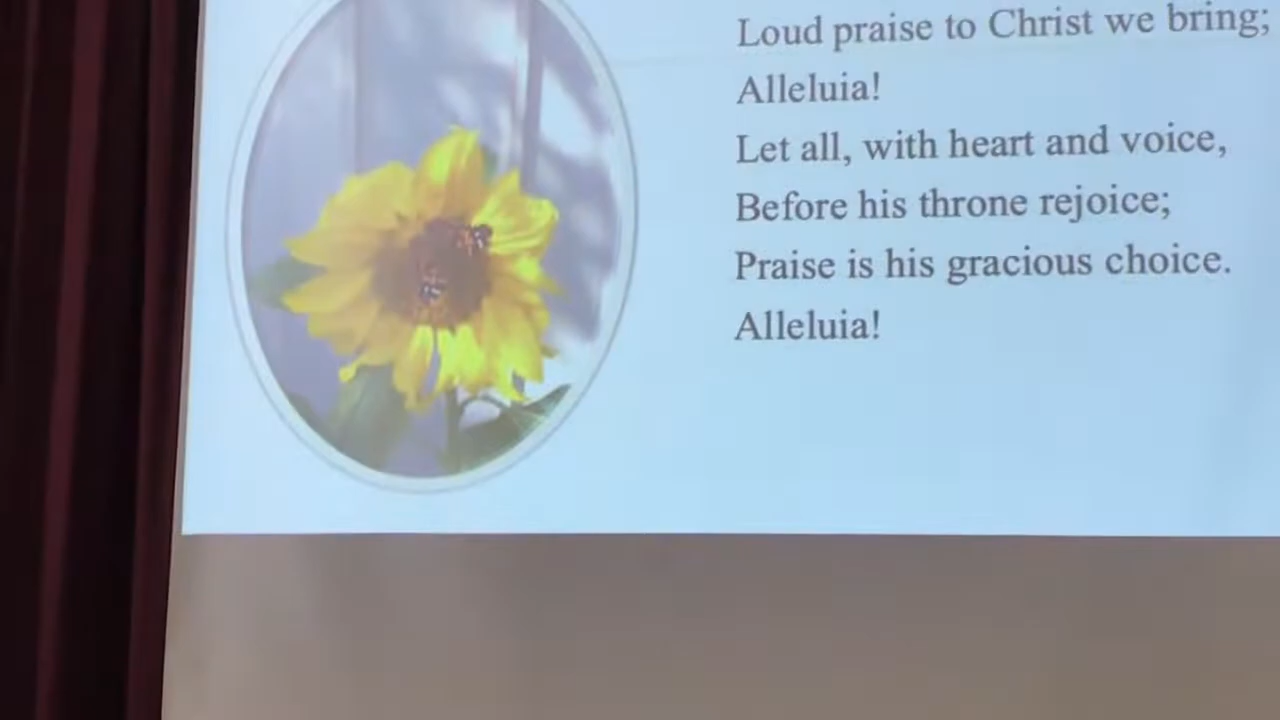 Loud praise to Christ we bring;
Alleluia!
Let all, with heart and voice,
Before his throne rejoice;
Praise is his gracious choice.
Alleluia!